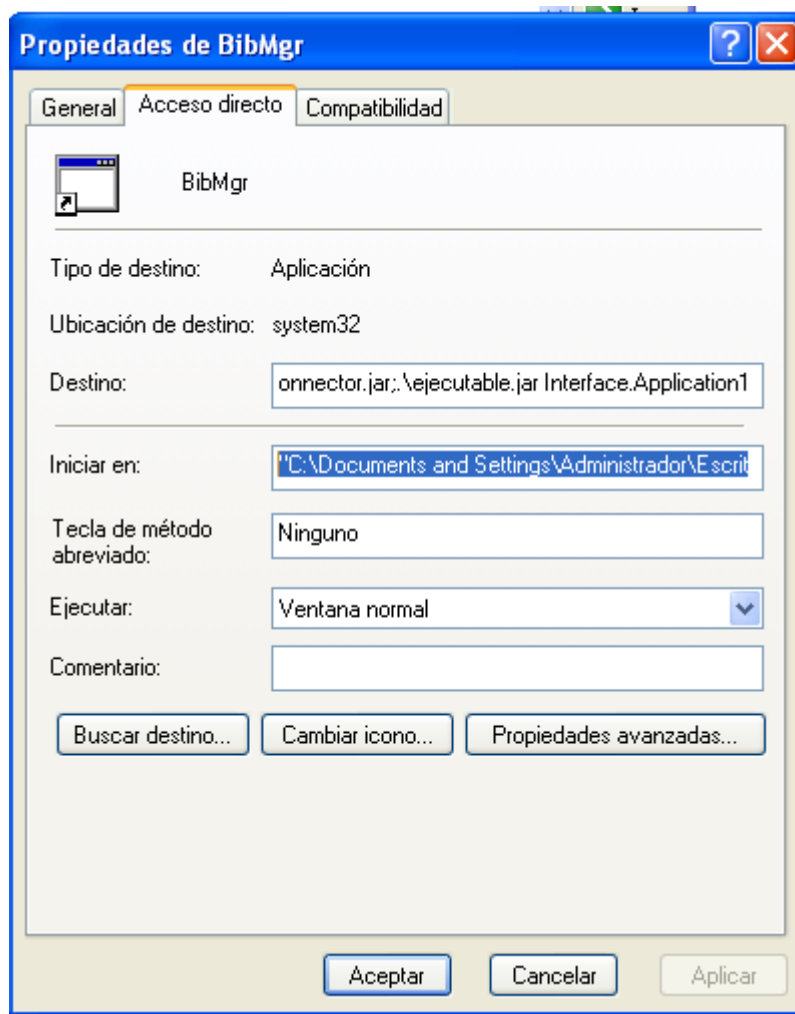 Propiedades de BibMgr
General Acceso directo Compatibilidad
BibMgr
Tipo de destino: Aplicación
Ubicación de destino: system32
Destino: onnector.jar;.\ejecutable.jar Interface.Application1
Iniciar en: "C:\Documents and Settings\Administrador\Escrit
Tecla de método
abreviado:
Ninguno
Ejecutar: Ventana normal
Comentario:
Buscar destino... Cambiar icono... Propiedades avanzadas...
Aceptar Cancelar Aplicar